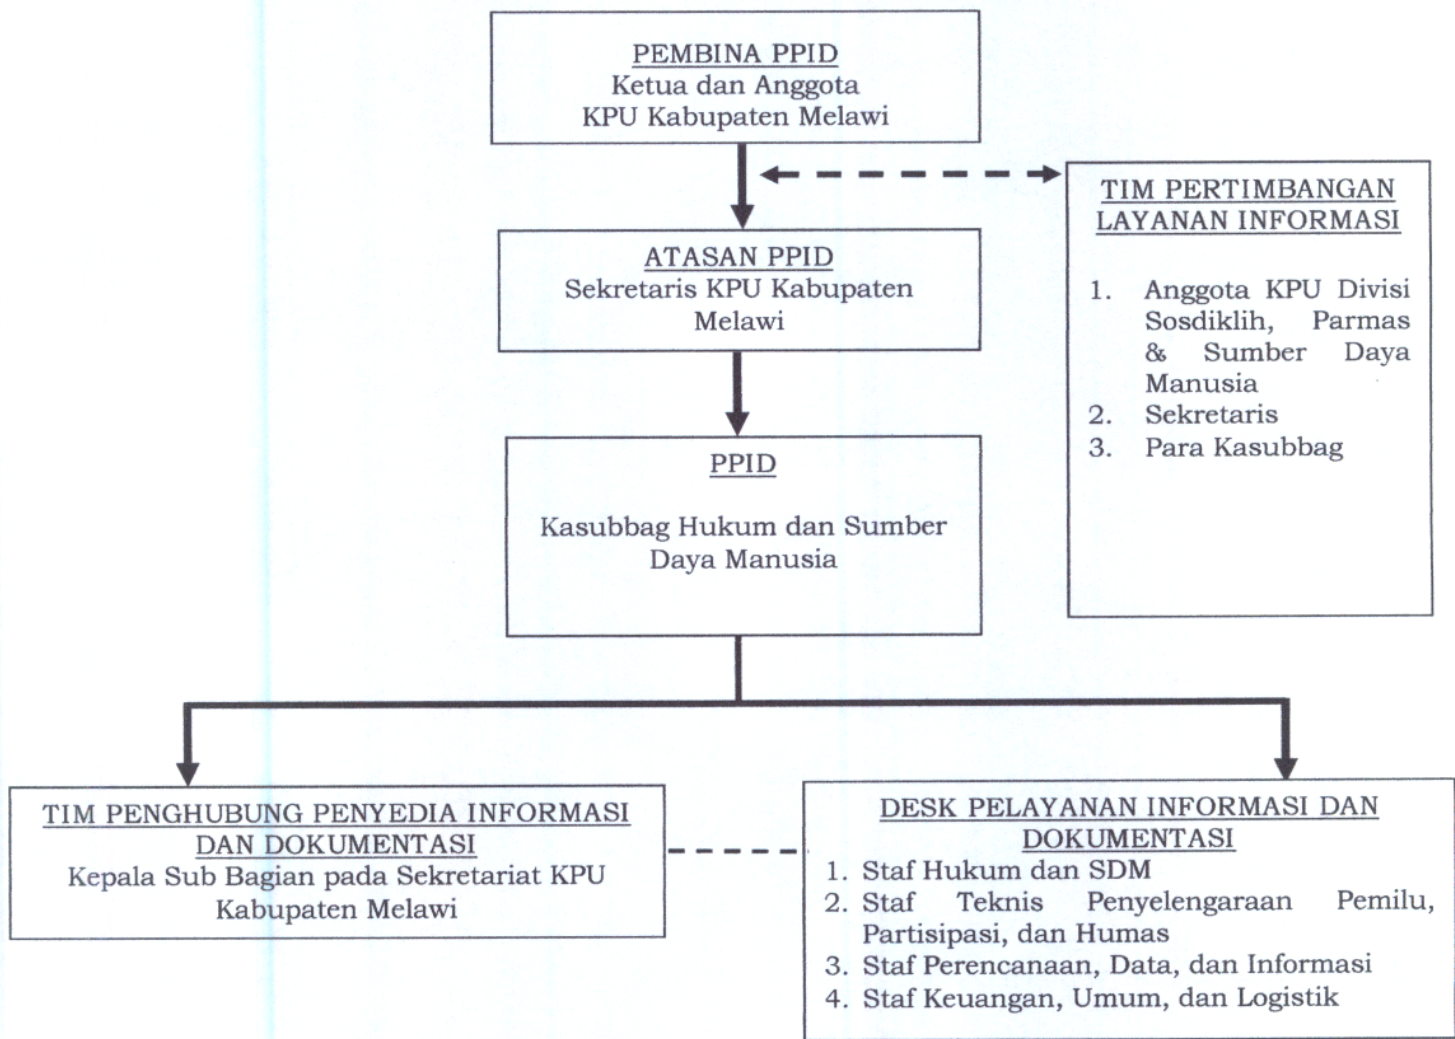 PEMBINA PPID
Ketua dan Anggota
KPU Kabupaten Melawi
TIM PERTIMBANGAN
LAYANAN INFORMASI
1. Anggota KPU Divisi
Sosdiklih, Parmas
& Sumber Daya
Manusia
2. Sekretaris
3. Para Kasubbag
ATASAN PPID
Sekretaris KPU Kabupaten
Melawi
PPID
Kasubbag Hukum dan Sumber
Daya Manusia
TIM PENGHUBUNG PENYEDIA INFORMASI
DAN DOKUMENTASI
Kepala Sub Bagian pada Sekretariat KPU
Kabupaten Melawi
DESK PELAYANAN INFORMASI DAN
DOKUMENTASI
1. Staf Hukum dan SDM
2. Staf Teknis Penyelengaraan Pemilu,
Partisipasi, dan Humas
3. Staf Perencanaan, Data, dan Informasi
4. Staf Keuangan, Umum, dan Logistik